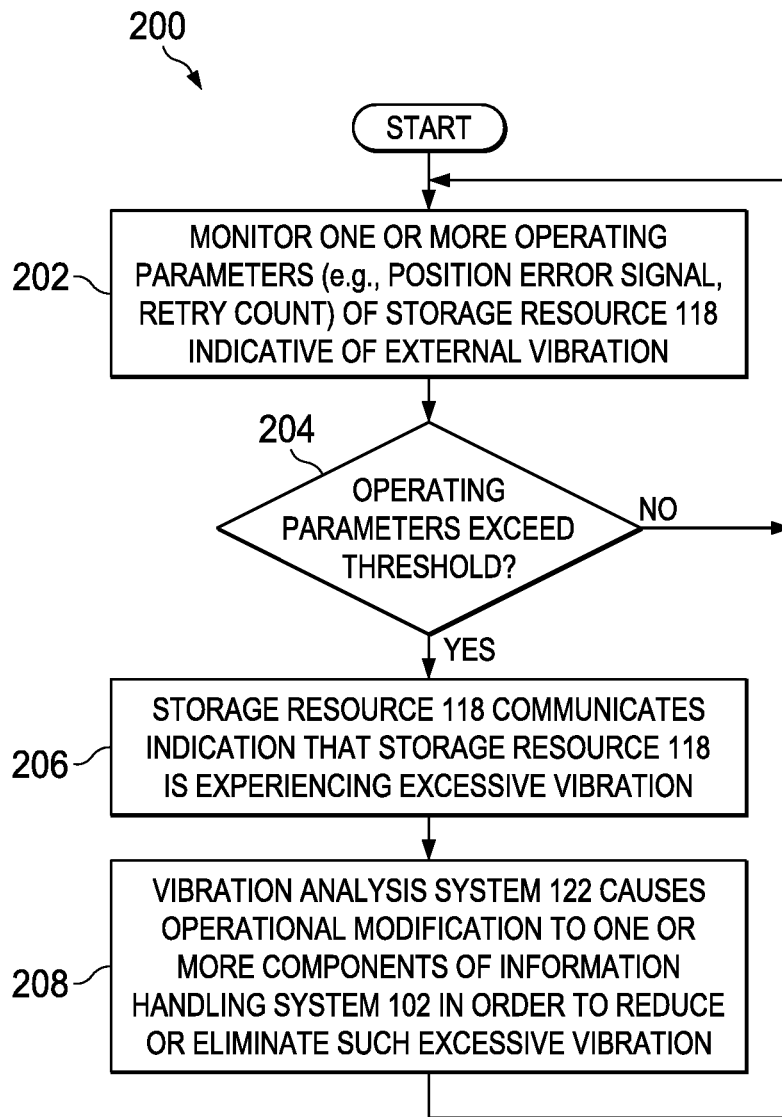 200
START
202
MONITOR ONE OR MORE OPERATING
PARAMETERS (e.g., POSITION ERROR SIGNAL,
RETRY COUNT) OF STORAGE RESOURCE 118
INDICATIVE OF EXTERNAL VIBRATION
204
OPERATING
PARAMETERS EXCEED
THRESHOLD?
NO
YES
206
STORAGE RESOURCE 118 COMMUNICATES
INDICATION THAT STORAGE RESOURCE 118
IS EXPERIENCING EXCESSIVE VIBRATION
208
VIBRATION ANALYSIS SYSTEM 122 CAUSES
OPERATIONAL MODIFICATION TO ONE OR
MORE COMPONENTS OF INFORMATION
HANDLING SYSTEM 102 IN ORDER TO REDUCE
OR ELIMINATE SUCH EXCESSIVE VIBRATION